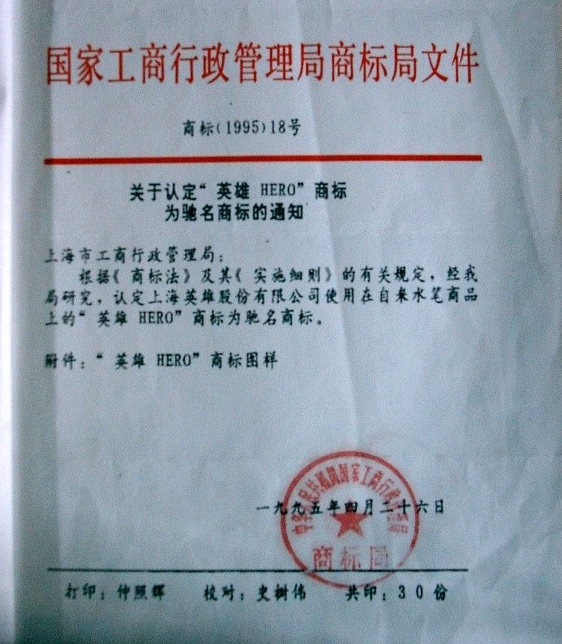 国家工商行政管理局商标局文件
商标(1995)18号
关于认定“英雄 HERO”商标
为驰名商标的通知
上海市工商行政管理局:
根据《商标法》及其《实施细则》的有关规定,经我
局研究,认定上海英雄股份有限公司使用在自来水笔商品
上的“英雄 HERO”商标为驰名商标。
附件:“英雄 HERO”商标图样
中华人民共和国国家工商行政管理局
商标局
一九九五年四月二十六日
打印:仲照辉 校对:史树伟 共印:30份